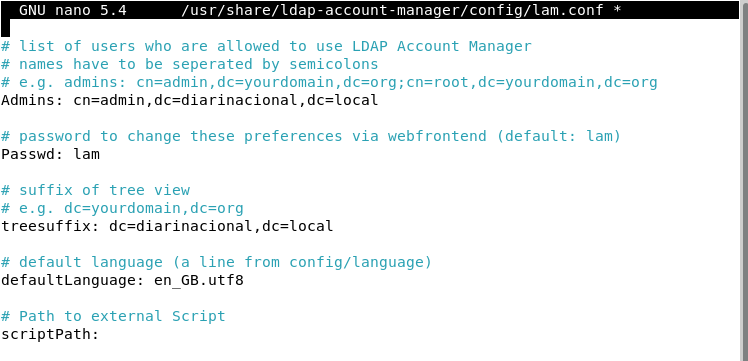 GNU nano 5.4 /usr/share/ldap-account-manager/config/lam.conf *
# list of users who are allowed to use LDAP Account Manager
# names have to be seperated by semicolons
# e.g. admins: cn=admin,dc=yourdomain,dc=org;cn=root,dc=yourdomain,dc=org
Admins: cn=admin,dc=diarinacional,dc=local
# password to change these preferences via webfrontend (default: lam)
Passwd: lam
# suffix of tree view
# e.g. dc=yourdomain,dc=org
treesuffix: dc=diarinacional,dc=local
# default language (a line from config/language)
defaultLanguage: en_GB.utf8
# Path to external Script
scriptPath: